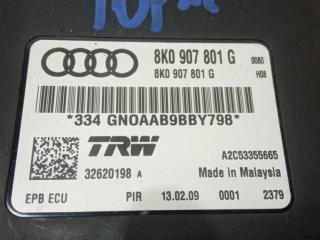 8K0 907 801 G 0080
8K0 907 801 G H08
*334 GN0AAB9BBY798*
TRW
A2C53355665
32620198 A Made in Malaysia
EPB ECU PIR 13.02.09 0001 2379